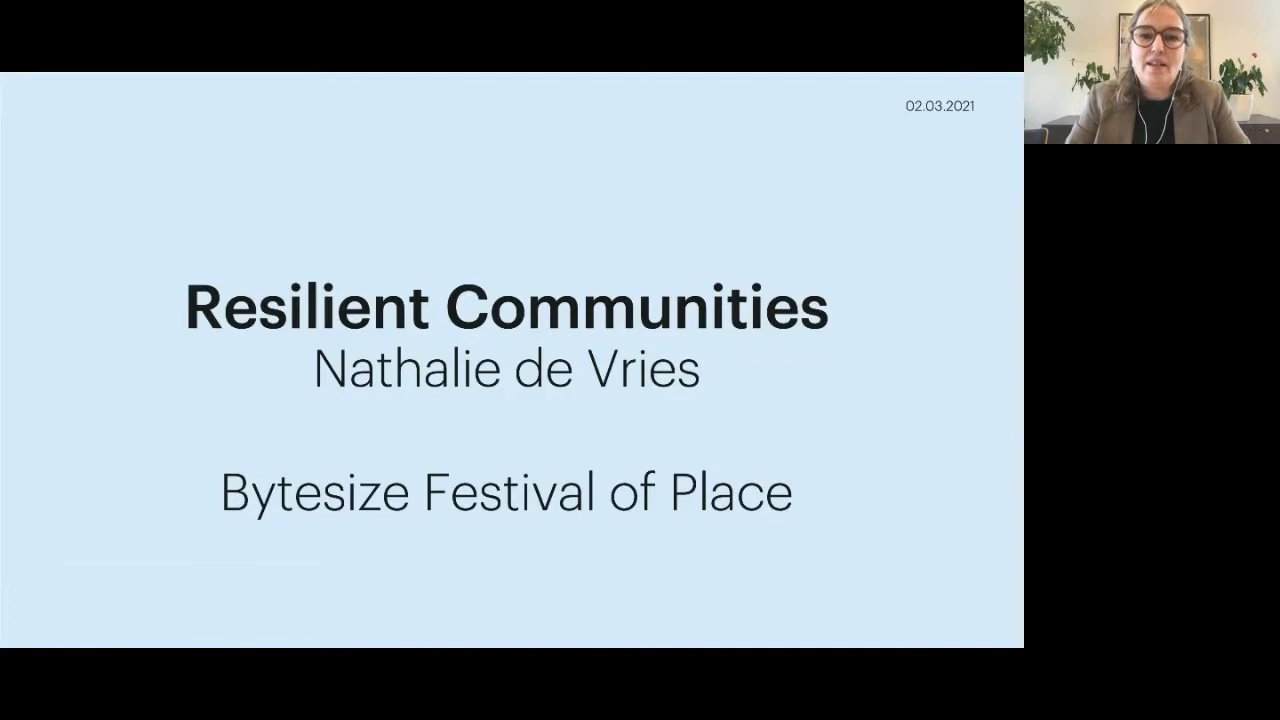 02.03.2021
Resilient Communities
Nathalie de Vries
Bytesize Festival of Place